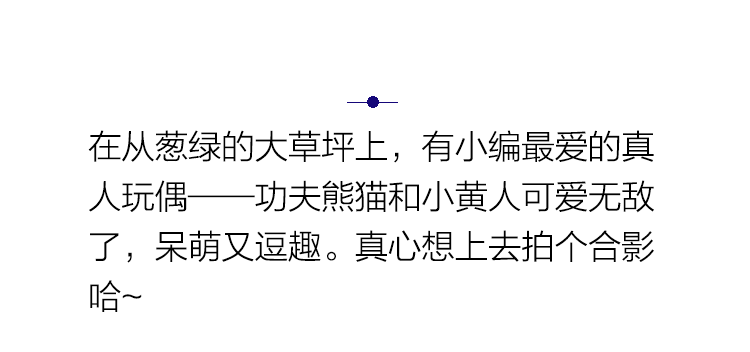 在从葱绿的大草坪上，有小编最爱的真
人玩偶——功夫熊猫和小黄人可爱无敌
了，呆萌又逗趣。真心想上去拍个合影
哈~